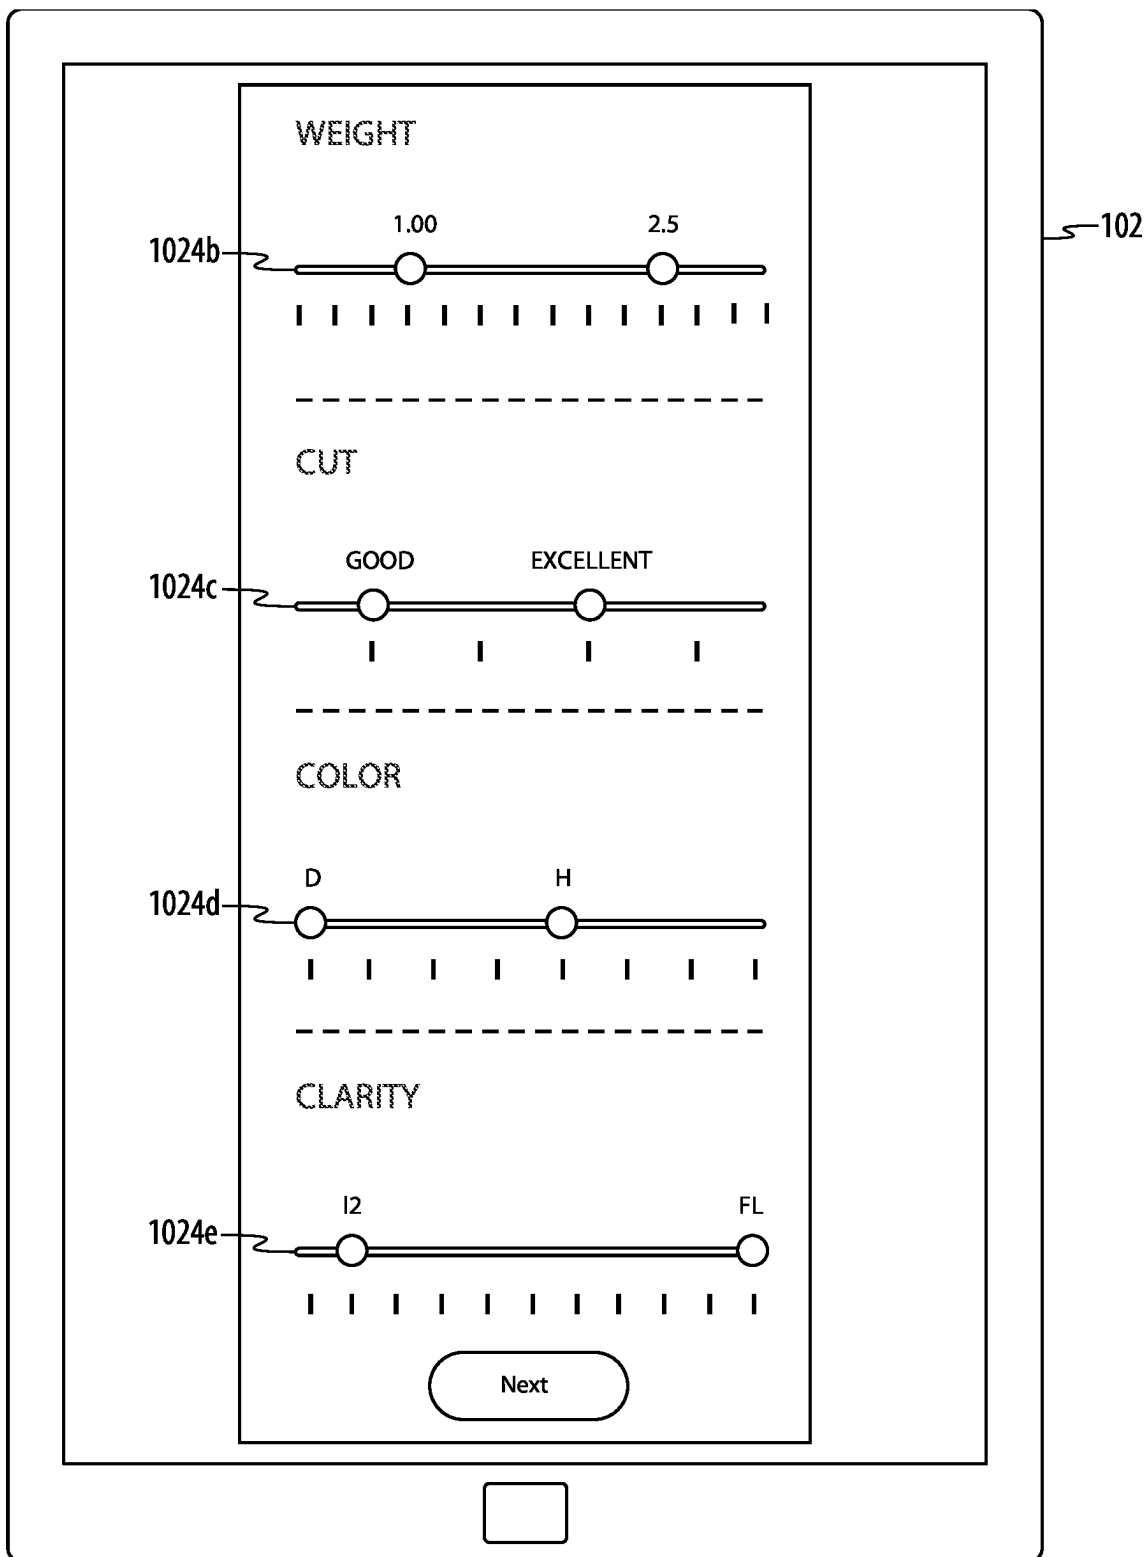 WEIGHT
1.00 2.5
1024b
102
CUT
GOOD EXCELLENT
1024c
COLOR
D H
1024d
CLARITY
I2 FL
1024e
Next